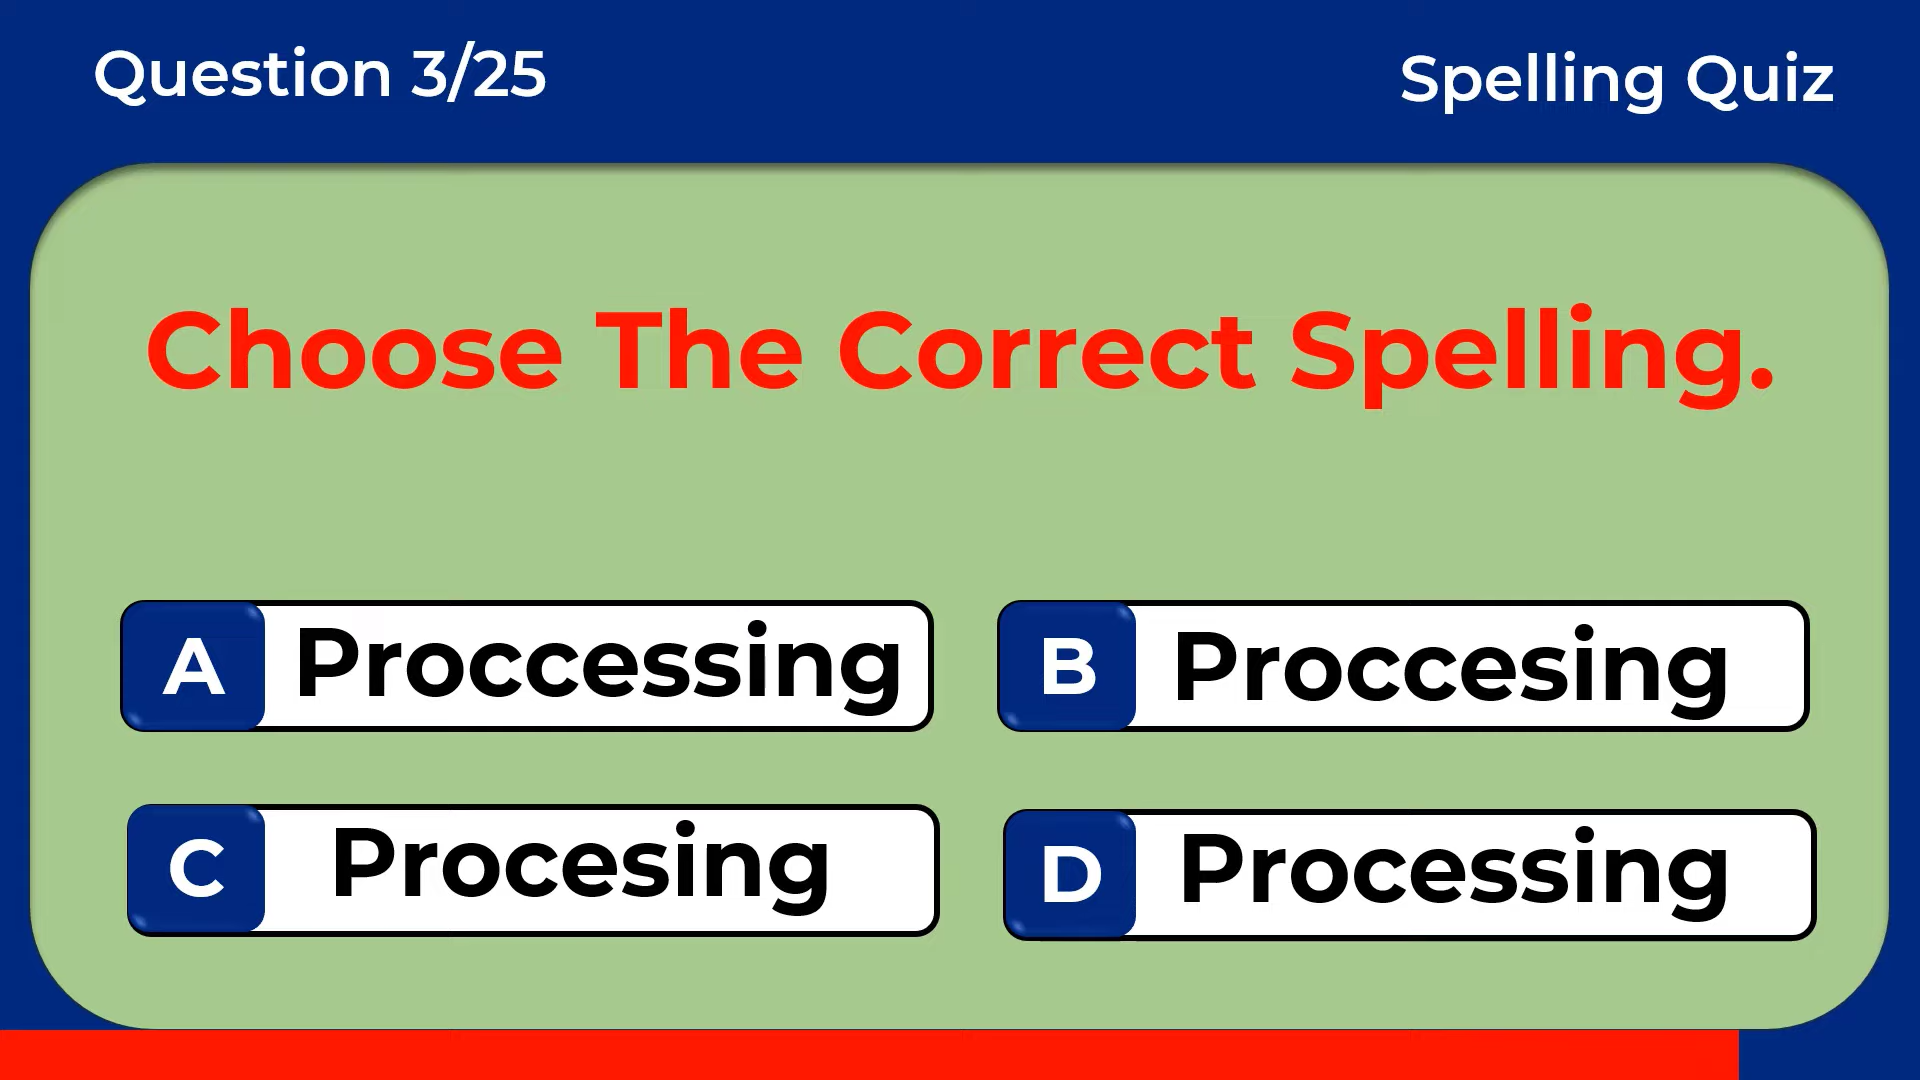 Question 3/25
Spelling Quiz
Choose The Correct Spelling.
A Proccessing
B Proccesing
C Procesing
D Processing